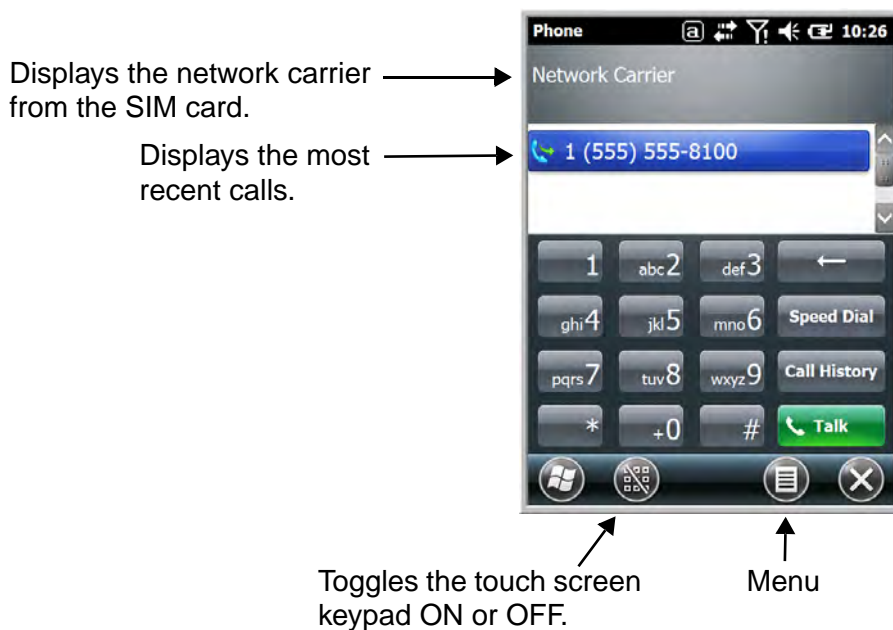 Phone a 10:26
Displays the network carrier
from the SIM card.
Network Carrier
Displays the most
recent calls.
1 (555) 555-8100
1 abc2 def3 ←
ghi4 jkl5 mno6 Speed Dial
pqrs7 tuv8 wxyz9 Call History
* +0 # Talk
Toggles the touch screen
keypad ON or OFF.
Menu